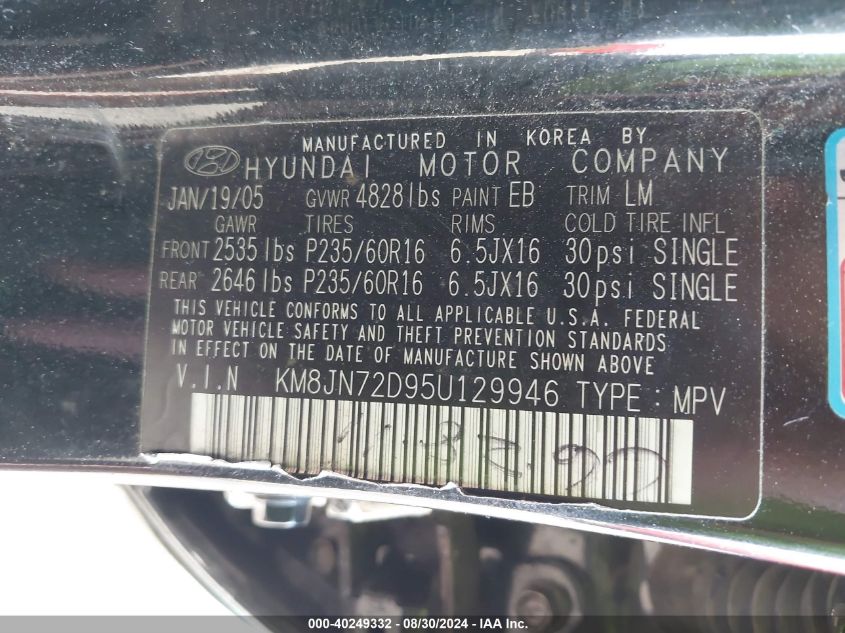 MANUFACTURED IN KOREA BY
HYUNDAI MOTOR COMPANY
JAN/19/05 GVWR 4828lbs PAINT EB TRIM LM
GAWR TIRES RIMS COLD TIRE INFL
FRONT 2535lbs P235/60R16 6.5JX16 30psi SINGLE
REAR 2646lbs P235/60R16 6.5JX16 30psi SINGLE
THIS VEHICLE CONFORMS TO ALL APPLICABLE U.S.A. FEDERAL
MOTOR VEHICLE SAFETY AND THEFT PREVENTION STANDARDS
IN EFFECT ON THE DATE OF MANUFACTURE SHOWN ABOVE
V.I.N KM8JN72D95U129946 TYPE : MPV
000-40249332 - 08/30/2024 - IAA Inc.